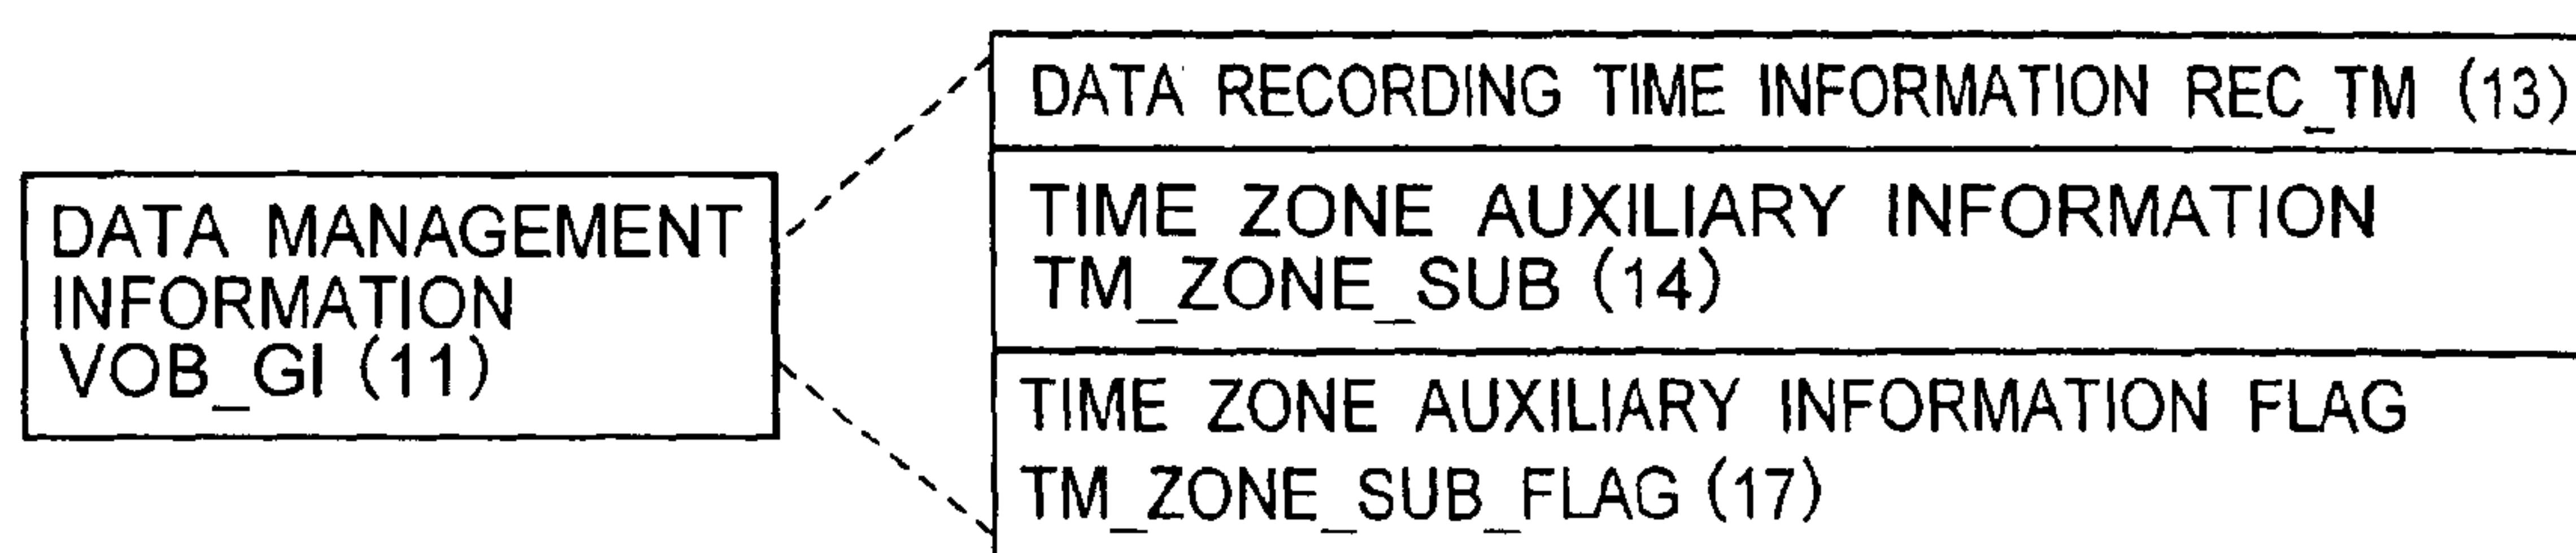 DATA MANAGEMENT
INFORMATION
VOB_GI (11)
DATA RECORDING TIME INFORMATION REC_TM (13)
TIME ZONE AUXILIARY INFORMATION
TM_ZONE_SUB (14)
TIME ZONE AUXILIARY INFORMATION FLAG
TM_ZONE_SUB_FLAG (17)